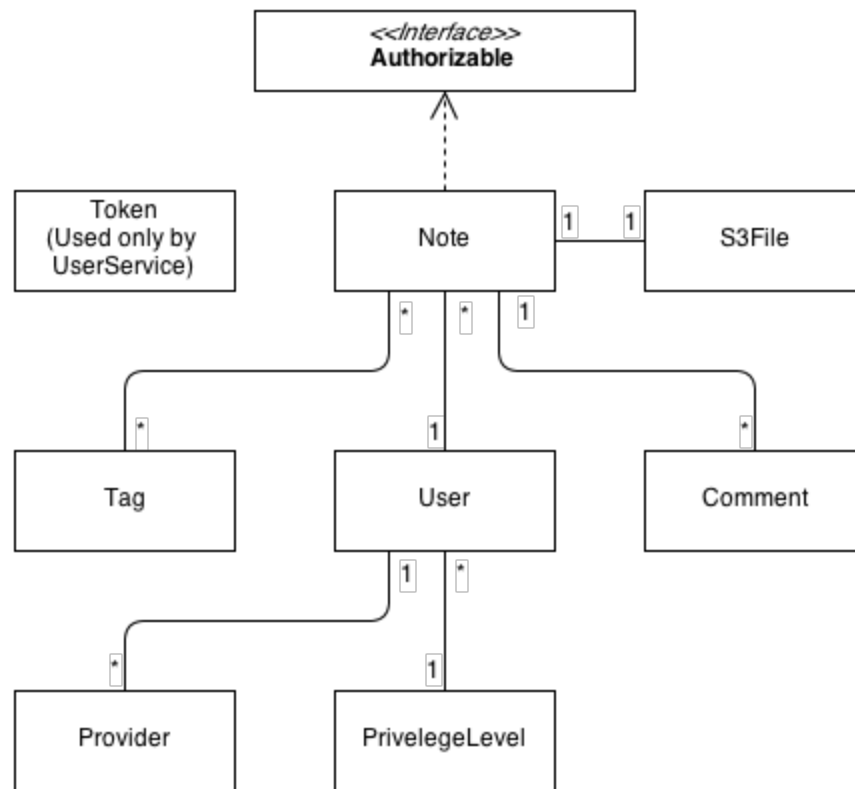 <<Interface>>
Authorizable
Token
(Used only by
UserService)
Note
1
1
S3File
*
*
1
*
1
*
Tag
User
Comment
1
*
*
1
Provider
PrivelegeLevel